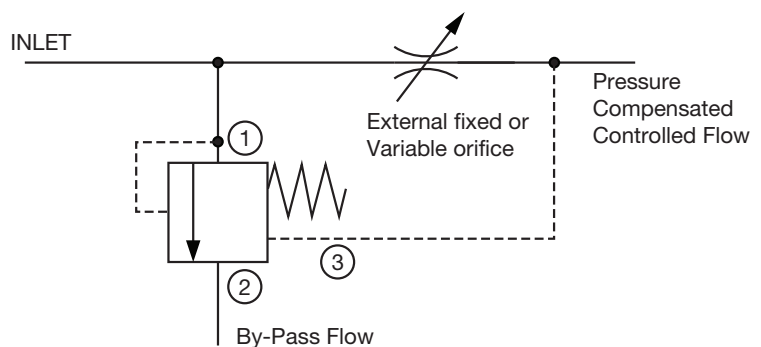 INLET
Pressure
Compensated
Controlled Flow
External fixed or
Variable orifice
1
3
2
By-Pass Flow